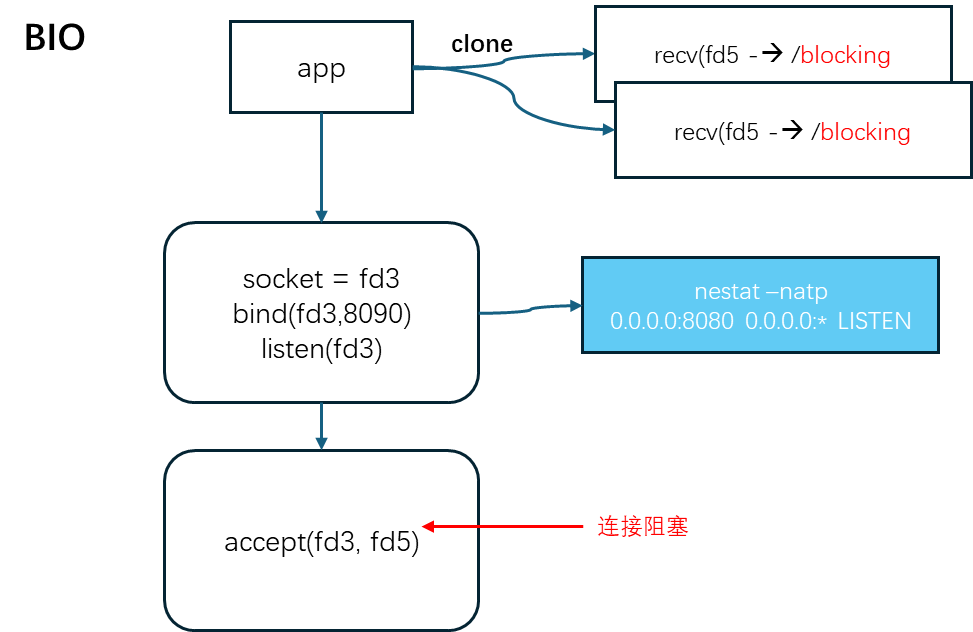 BIO
app
clone
recv(fd5 -→ /blocking
recv(fd5 -→ /blocking
socket = fd3
bind(fd3,8090)
listen(fd3)
nestat –natp
0.0.0.0:8080 0.0.0.0:* LISTEN
accept(fd3, fd5)
连接阻塞